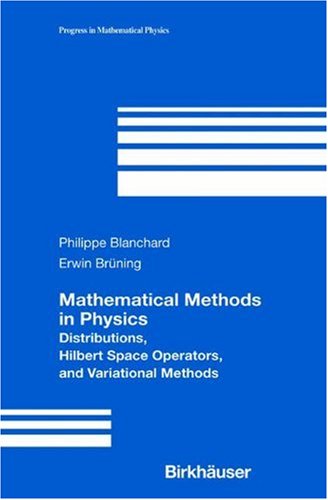 Progress in Mathematical Physics
Philippe Blanchard
Erwin Brüning
Mathematical Methods
in Physics
Distributions,
Hilbert Space Operators,
and Variational Methods
Birkhäuser